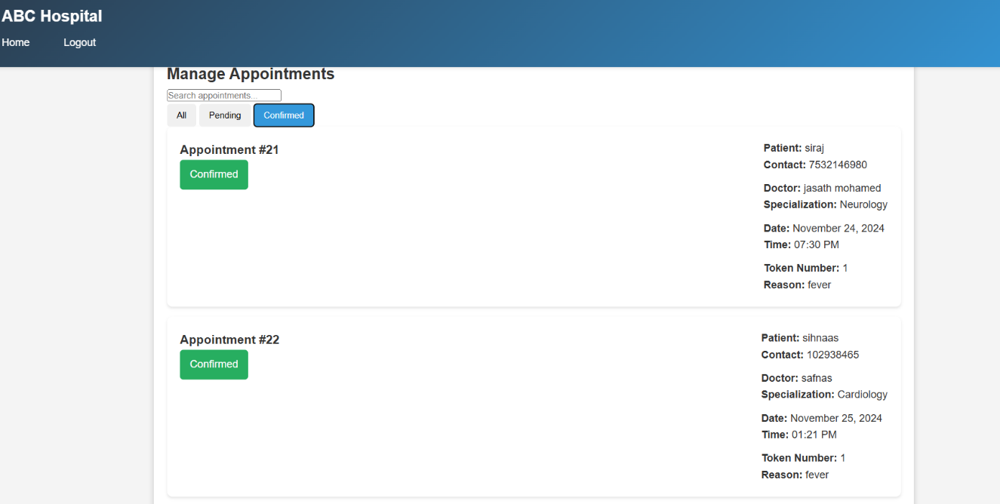 ABC Hospital
Home Logout
Manage Appointments
Search appointments...
All Pending Confirmed
Appointment #21
Confirmed
Patient: siraj
Contact: 7532146980
Doctor: jasath mohamed
Specialization: Neurology
Date: November 24, 2024
Time: 07:30 PM
Token Number: 1
Reason: fever
Appointment #22
Confirmed
Patient: sihnaas
Contact: 102938465
Doctor: safnas
Specialization: Cardiology
Date: November 25, 2024
Time: 01:21 PM
Token Number: 1
Reason: fever